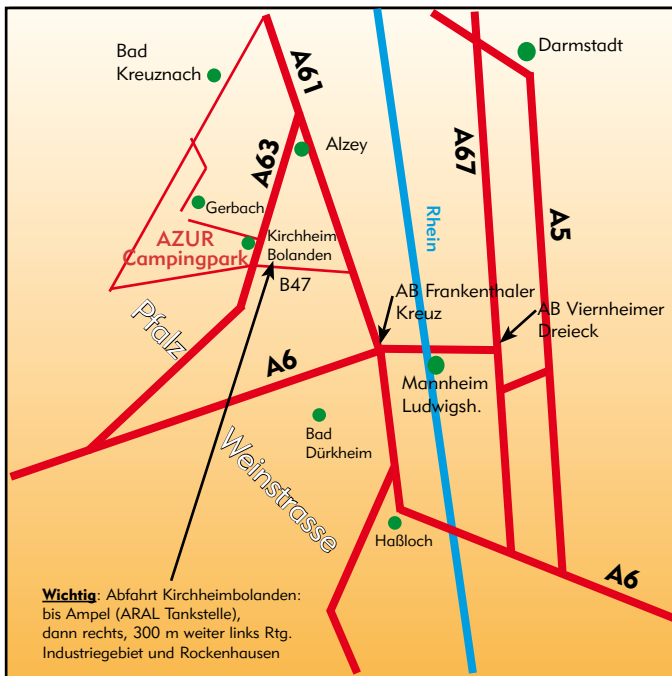 Bad
Kreuznach
Darmstadt
A61
Alzey
A63
A67
Gerbach
Rhein
A5
AZUR
Campingpark
Kirchheim
Bolanden
B47
AB Frankenthaler
Kreuz
AB Viernheimer
Dreieck
Pfalz
A6
Mannheim
Ludwigsh.
Bad
Dürkheim
Weinstrasse
Haßloch
A6
Wichtig: Abfahrt Kirchheimbolanden:
bis Ampel (ARAL Tankstelle),
dann rechts, 300 m weiter links Rtg.
Industriegebiet und Rockenhausen